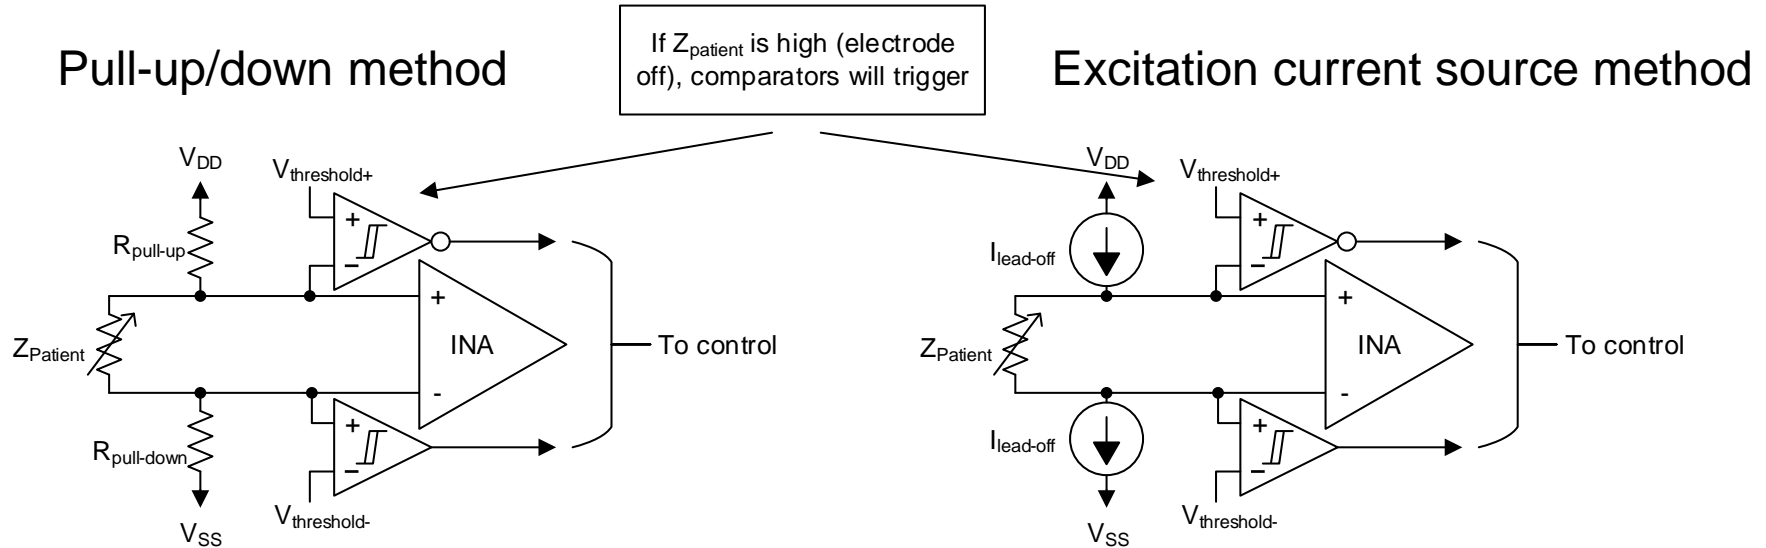 If Zpatient is high (electrode
off), comparators will trigger
Pull-up/down method
Excitation current source method
VDD
Vthreshold+
+
−
Rpull-up
+
INA
-
ZPatient
To control
+
−
Rpull-down
Vthreshold-
VSS
VDD
Vthreshold+
+
−
Ilead-off
+
INA
-
ZPatient
To control
+
−
Ilead-off
Vthreshold-
VSS